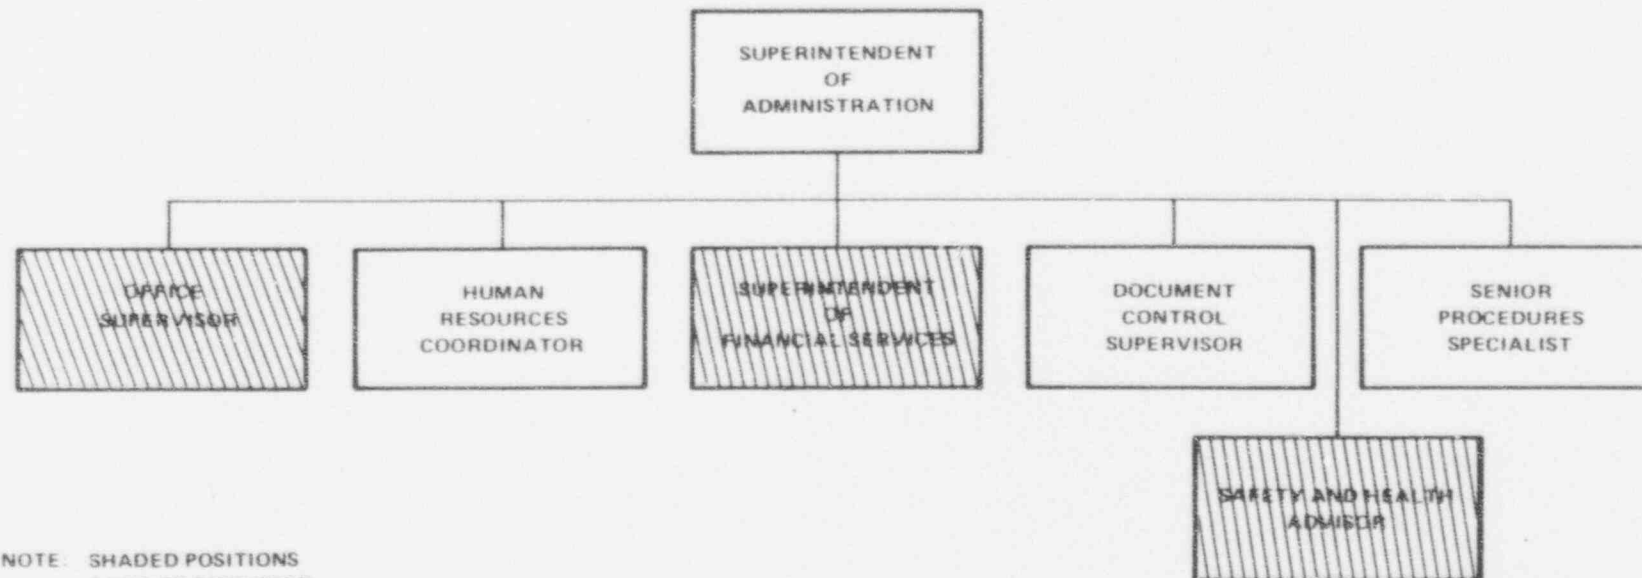 SUPERINTENDENT
OF
ADMINISTRATION
OFFICE
SUPERVISOR
HUMAN
RESOURCES
COORDINATOR
SUPERINTENDENT
OF
FINANCIAL SERVICES
DOCUMENT
CONTROL
SUPERVISOR
SENIOR
PROCEDURES
SPECIALIST
SAFETY AND HEALTH
ADVISOR
NOTE: SHADED POSITIONS